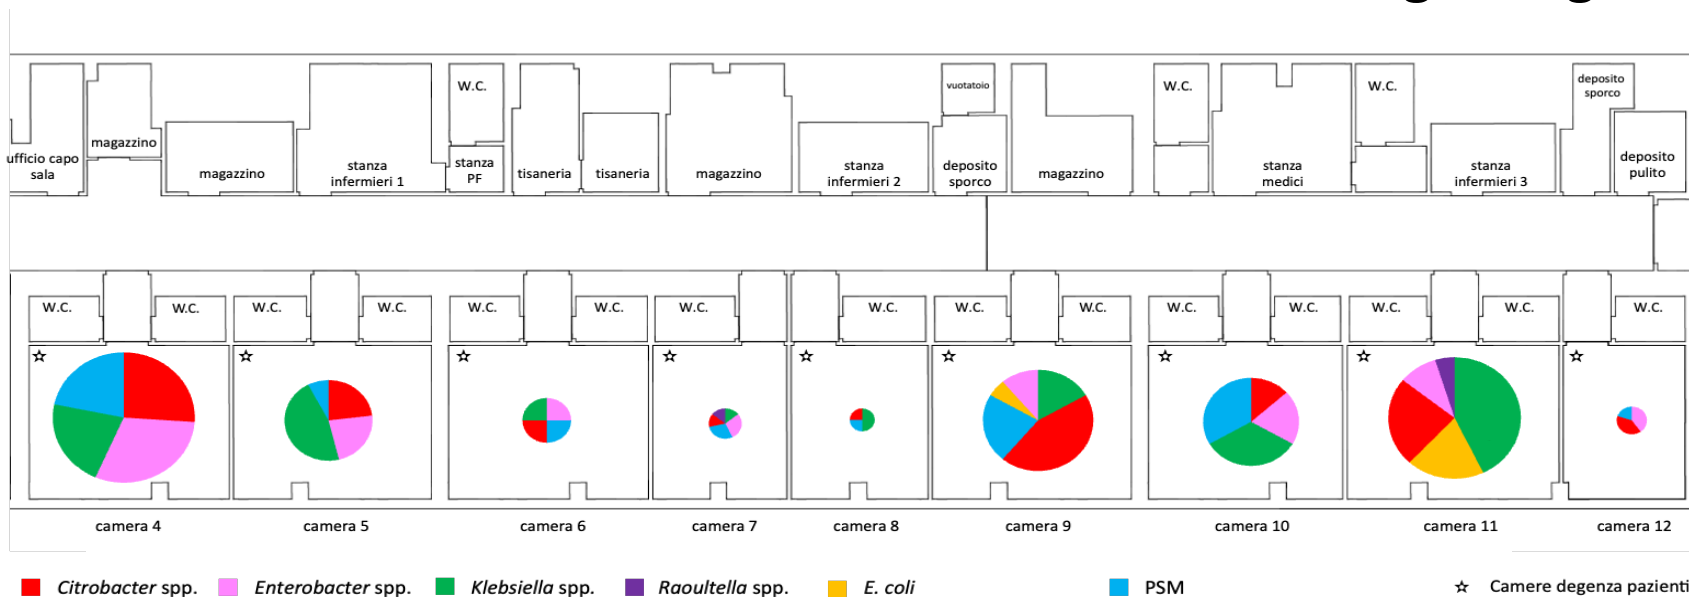 W.C.
W.C.
W.C.
vuotatoio
deposito
sporco
magazzino
ufficio capo
sala
magazzino
stanza
infermieri 1
stanza
PF
tisaneria
tisaneria
magazzino
stanza
infermieri 2
deposito
sporco
magazzino
stanza
medici
stanza
infermieri 3
deposito
pulito
W.C. W.C. W.C. W.C. W.C. W.C. W.C. W.C. W.C. W.C. W.C. W.C. W.C. W.C. W.C.
camera 4 camera 5 camera 6 camera 7 camera 8 camera 9 camera 10 camera 11 camera 12
Citrobacter spp. Enterobacter spp. Klebsiella spp. Raoultella spp. E. coli PSM Camere degenza pazienti